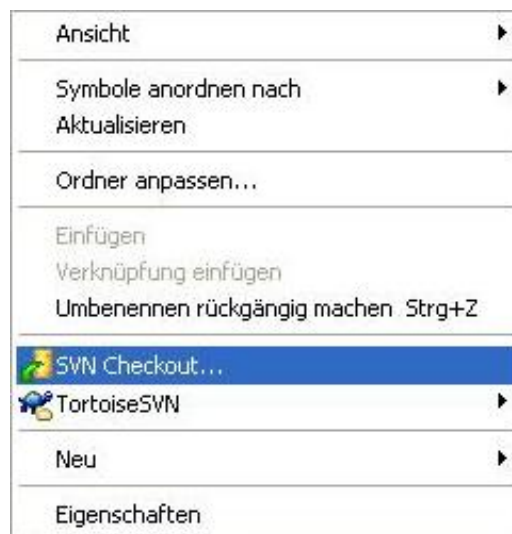 Ansicht
Symbole anordnen nach
Aktualisieren
Ordner anpassen...
Einfügen
Verknüpfung einfügen
Umbenennen rückgängig machen Strg+Z
SVN Checkout...
TortoiseSVN
Neu
Eigenschaften